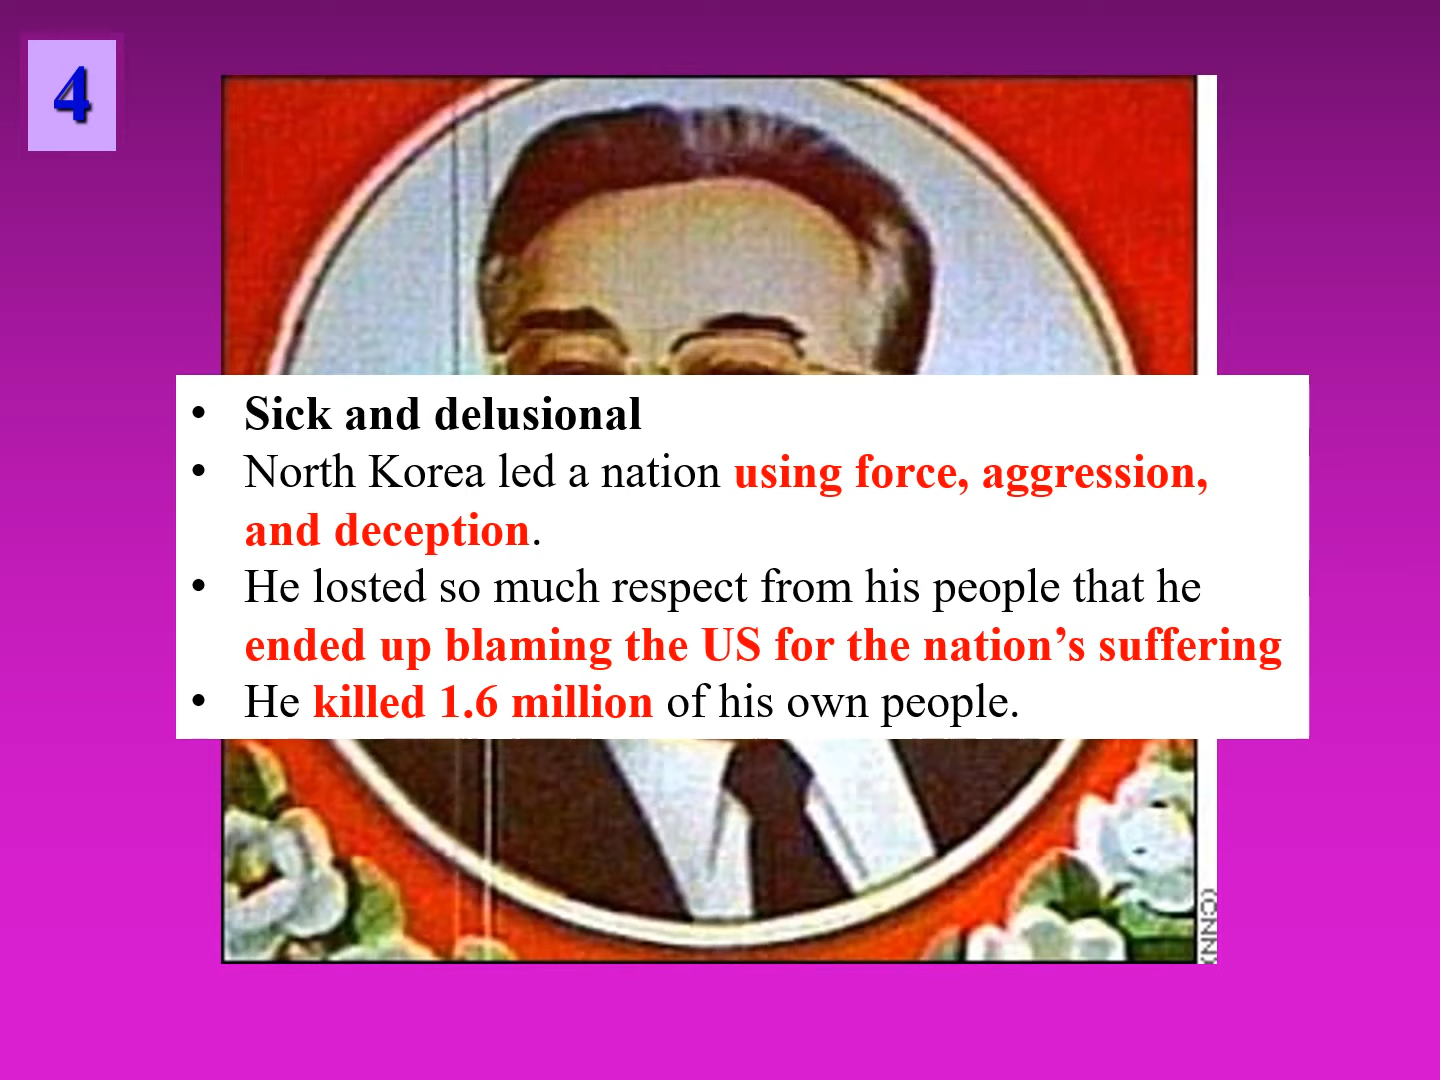 4
• Sick and delusional
• North Korea led a nation using force, aggression,
and deception.
• He losted so much respect from his people that he
ended up blaming the US for the nation’s suffering
• He killed 1.6 million of his own people.
(CNN)